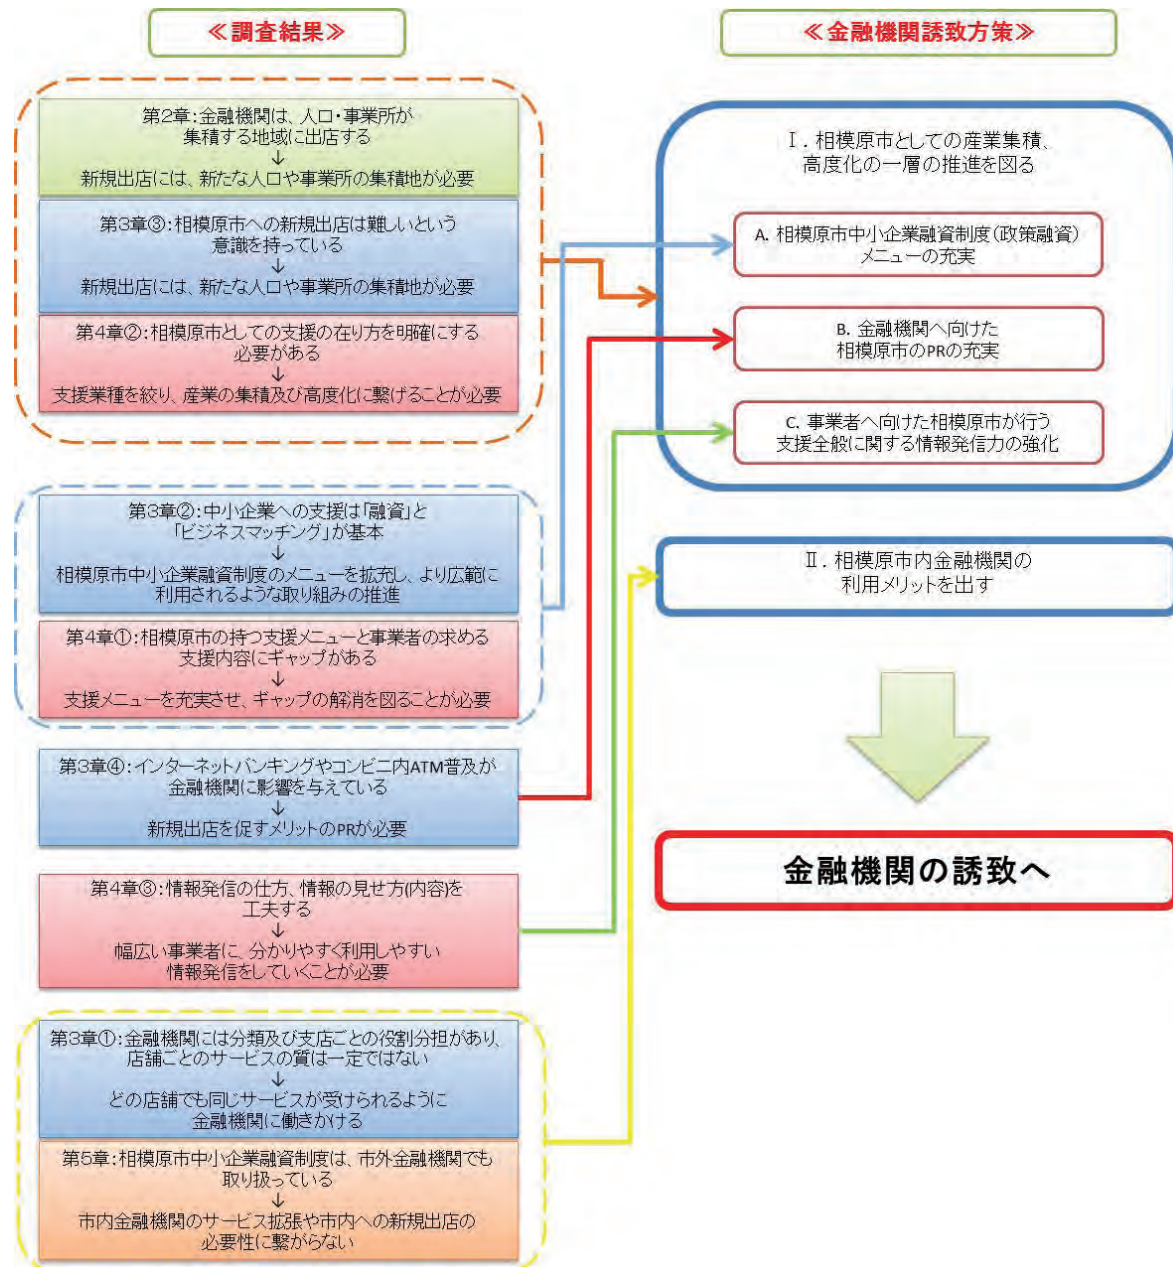 ≪調査結果≫
第2章:金融機関は、人口・事業所が
集積する地域に出店する
↓
新規出店には、新たな人口や事業所の集積地が必要
第3章③:相模原市への新規出店は難しいという
意識を持っている
↓
新規出店には、新たな人口や事業所の集積地が必要
第4章②:相模原市としての支援の在り方を明確にする
必要がある
↓
支援業種を絞り、産業の集積及び高度化に繋げることが必要
第3章②:中小企業への支援は「融資」と
「ビジネスマッチング」が基本
↓
相模原市中小企業融資制度のメニューを拡充し、より広範に
利用されるような取り組みの推進
第4章①:相模原市の持つ支援メニューと事業者の求める
支援内容にギャップがある
↓
支援メニューを充実させ、ギャップの解消を図ることが必要
第3章④:インターネットバンキングやコンビニ内ATM普及が
金融機関に影響を与えている
↓
新規出店を促すメリットのPRが必要
第4章③:情報発信の仕方、情報の見せ方(内容)を
工夫する
↓
幅広い事業者に、分かりやすく利用しやすい
情報発信をしていくことが必要
第3章①:金融機関には分類及び支店ごとの役割分担があり、
店舗ごとのサービスの質は一定ではない
↓
どの店舗でも同じサービスが受けられるように
金融機関に働きかける
第5章:相模原市中小企業融資制度は、市外金融機関でも
取り扱っている
↓
市内金融機関のサービス拡張や市内への新規出店の
必要性に繋がらない
≪金融機関誘致方策≫
Ⅰ.相模原市としての産業集積、
高度化の一層の推進を図る
A. 相模原市中小企業融資制度(政策融資)
メニューの充実
B. 金融機関へ向けた
相模原市のPRの充実
C. 事業者へ向けた相模原市が行う
支援全般に関する情報発信力の強化
Ⅱ.相模原市内金融機関の
利用メリットを出す
金融機関の誘致へ